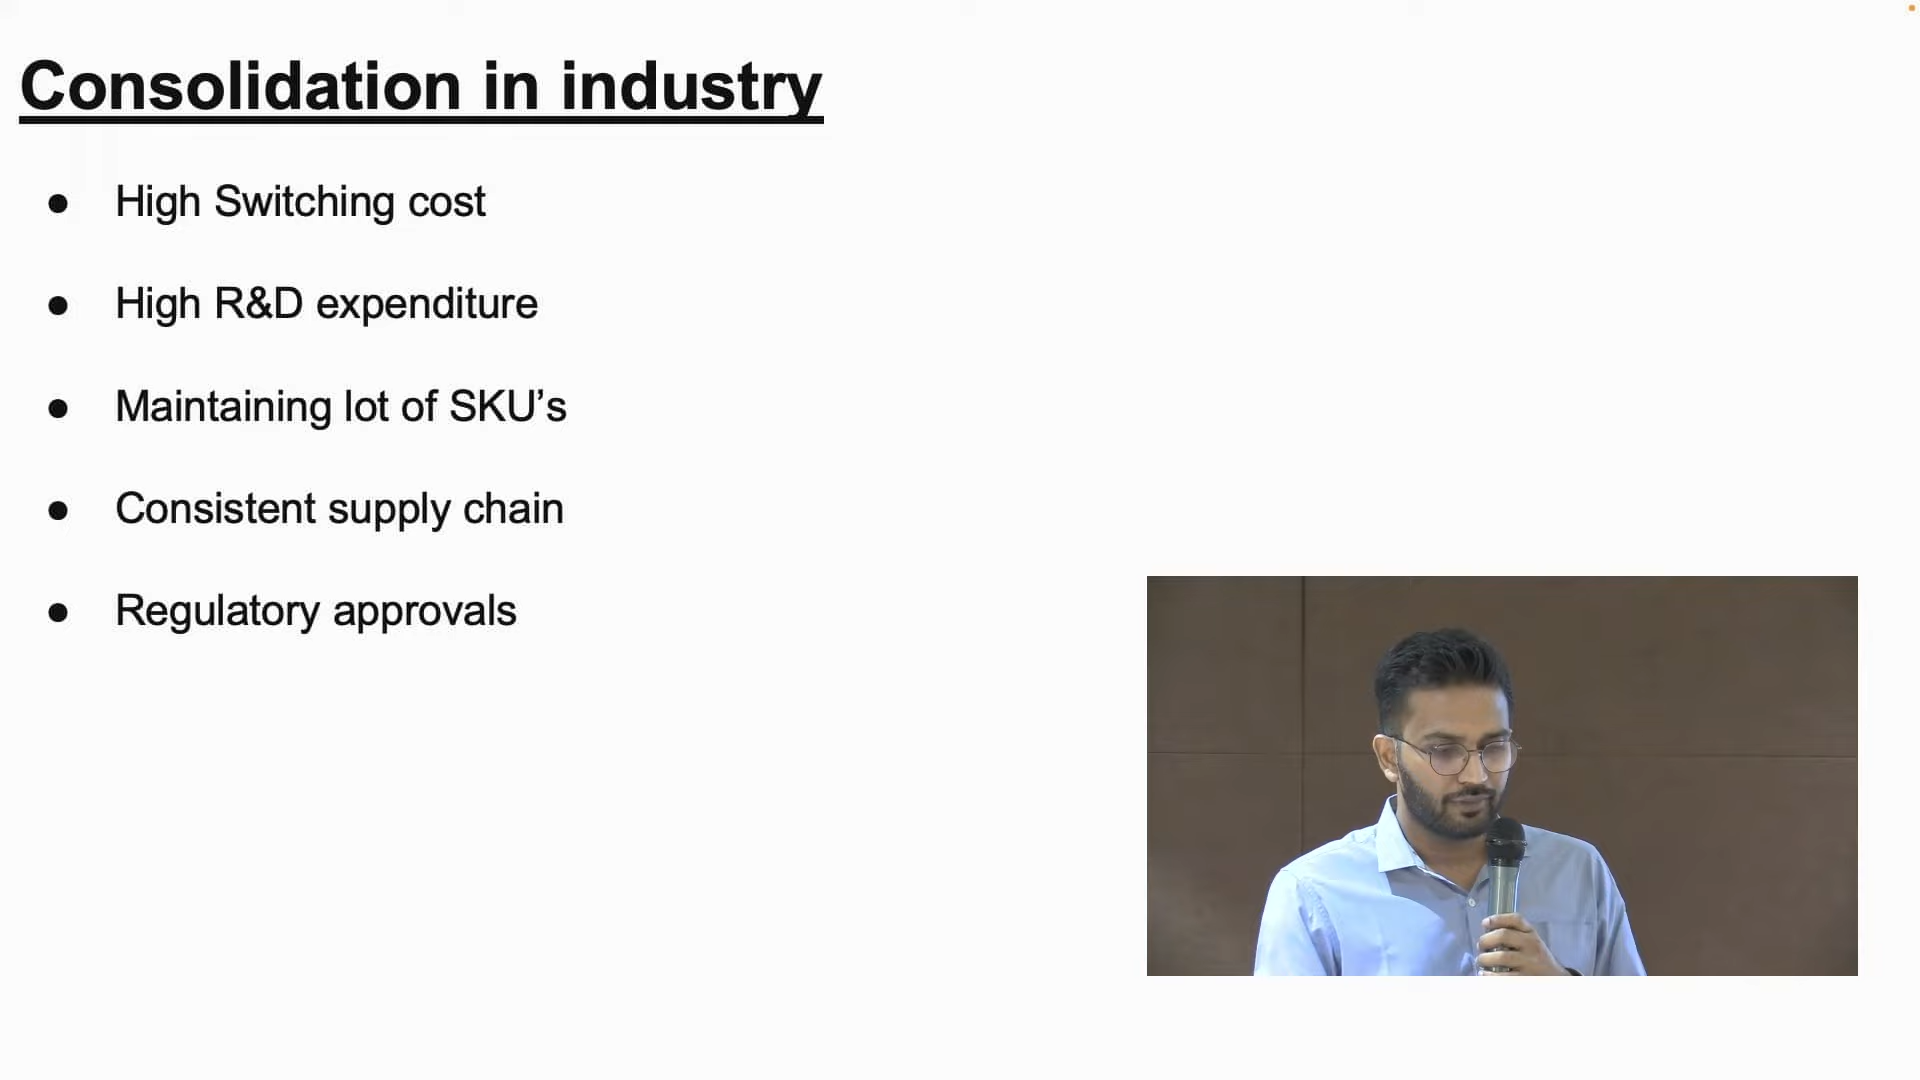 Consolidation in industry
● High Switching cost
● High R&D expenditure
● Maintaining lot of SKU’s
● Consistent supply chain
● Regulatory approvals